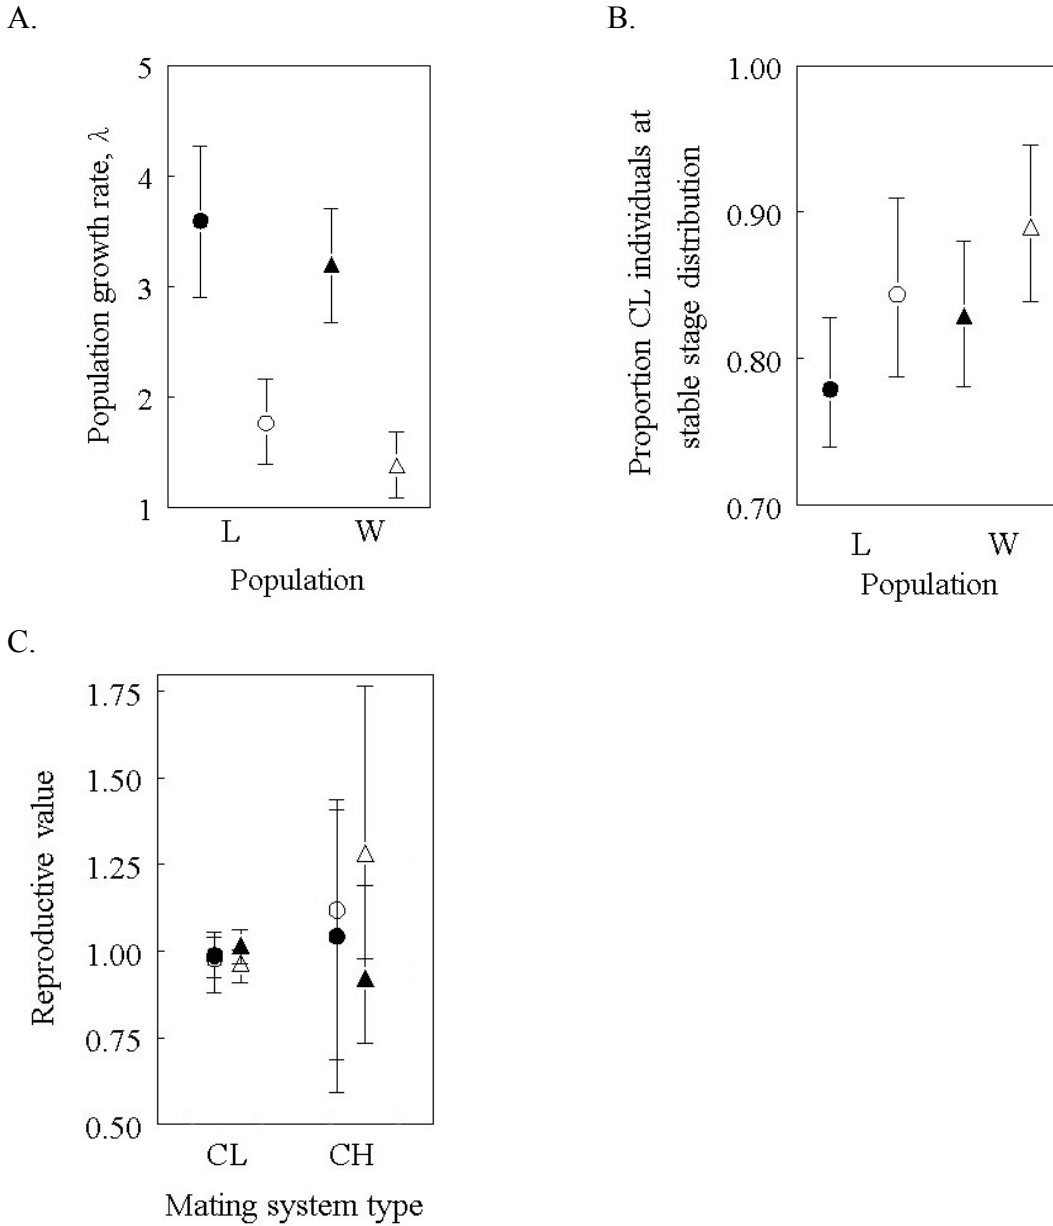 A.
Population growth rate, λ
5
4
3
2
1
L W
Population
B.
Proportion CL individuals at
stable stage distribution
1.00
0.90
0.80
0.70
L W
Population
C.
Reproductive value
1.75
1.50
1.25
1.00
0.75
0.50
CL CH
Mating system type